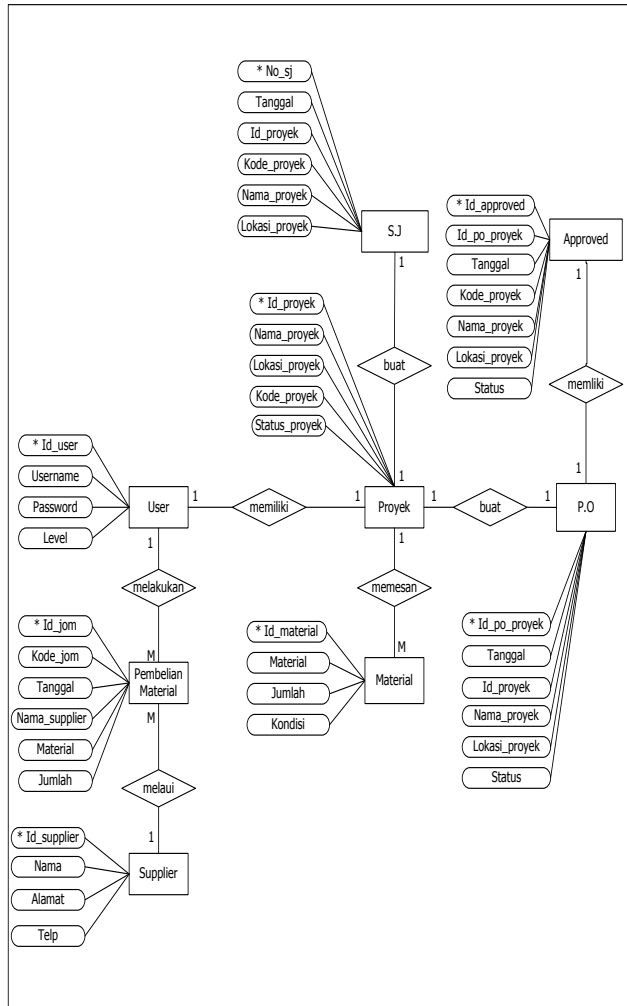 * No_sj
Tanggal
Id_proyek
Kode_proyek
Nama_proyek
Lokasi_proyek
S.J
1
* Id_approved
Id_po_proyek
Tanggal
Kode_proyek
Nama_proyek
Lokasi_proyek
Status
Approved
1
* Id_proyek
Nama_proyek
Lokasi_proyek
Kode_proyek
Status_proyek
buat
1
memliki
1
* Id_user
Username
Password
Level
User
1
memiliki
1
Proyek
1
buat
1
P.O
1
melakukan
M
1
memesan
M
* Id_jom
Kode_jom
Tanggal
Nama_supplier
Material
Jumlah
Pembelian
Material
M
* Id_material
Material
Jumlah
Kondisi
Material
* Id_po_proyek
Tanggal
Id_proyek
Nama_proyek
Lokasi_proyek
Status
melaui
1
* Id_supplier
Nama
Alamat
Telp
Supplier